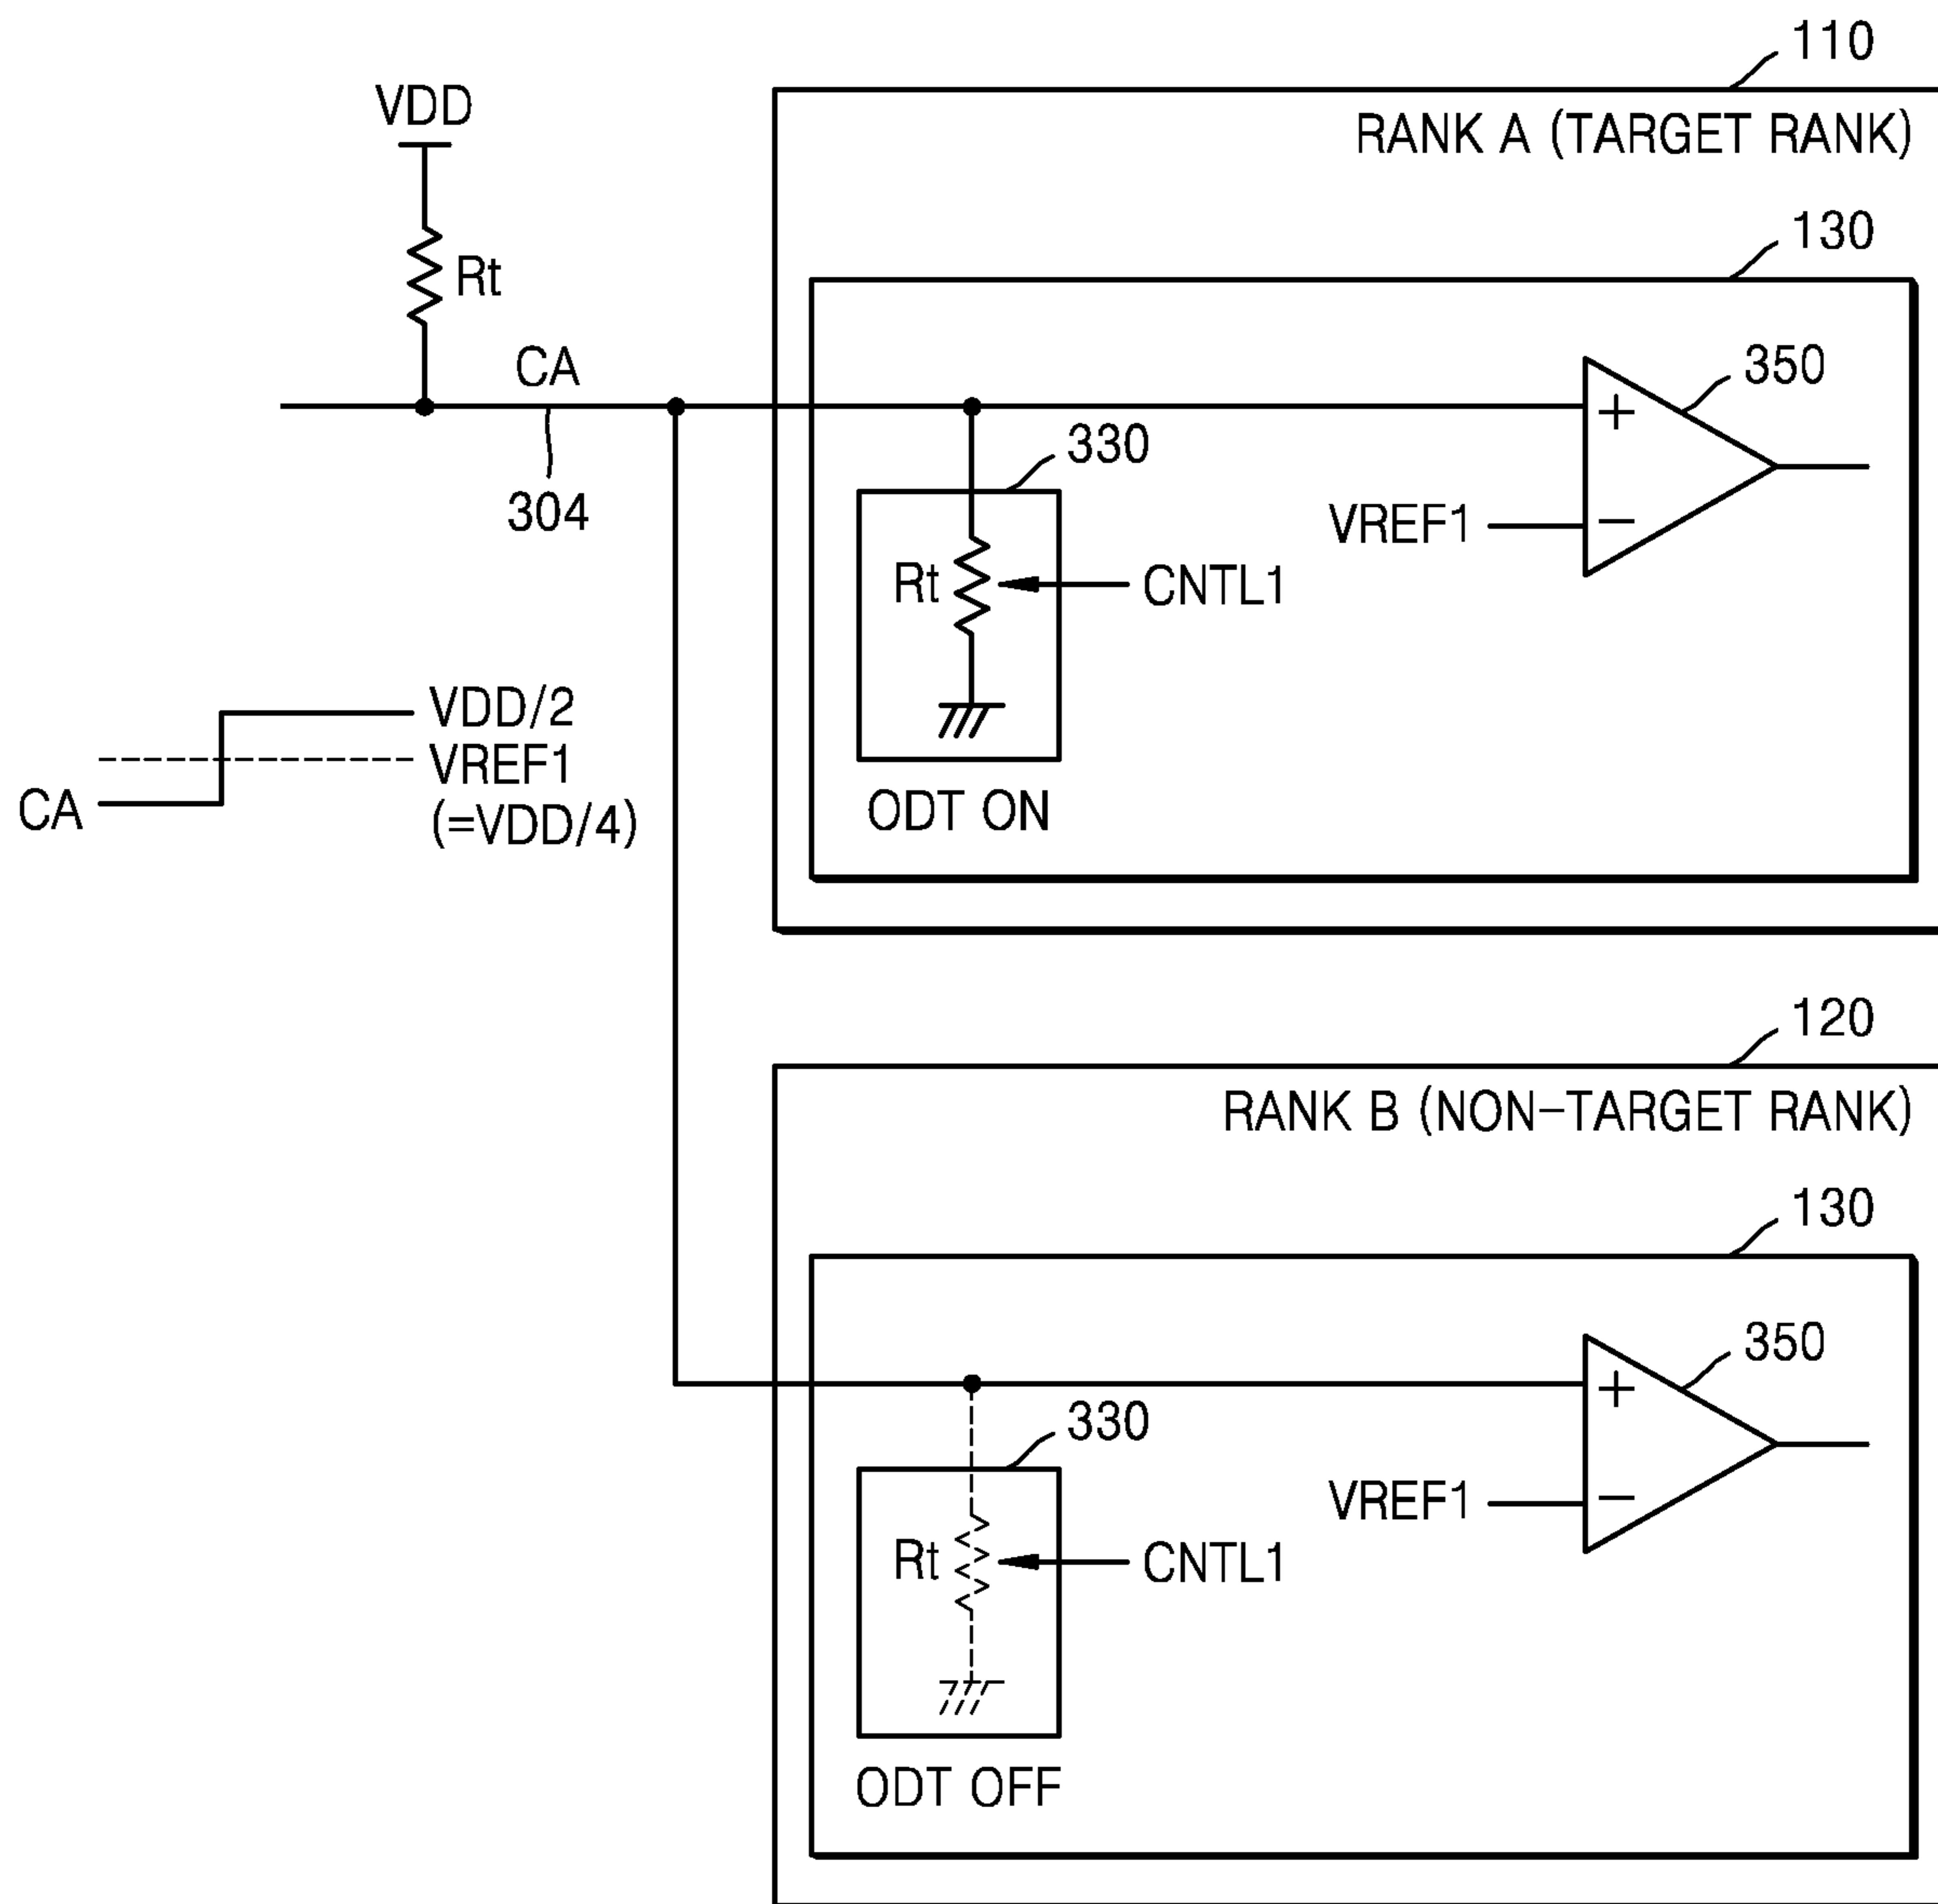 110
VDD
RANK A (TARGET RANK)
130
Rt
CA
350
+
330
304
VREF1
−
Rt
CNTL1
VDD/2
VREF1
CA
(=VDD/4)
ODT ON
120
RANK B (NON-TARGET RANK)
130
350
+
330
VREF1
−
Rt
CNTL1
ODT OFF